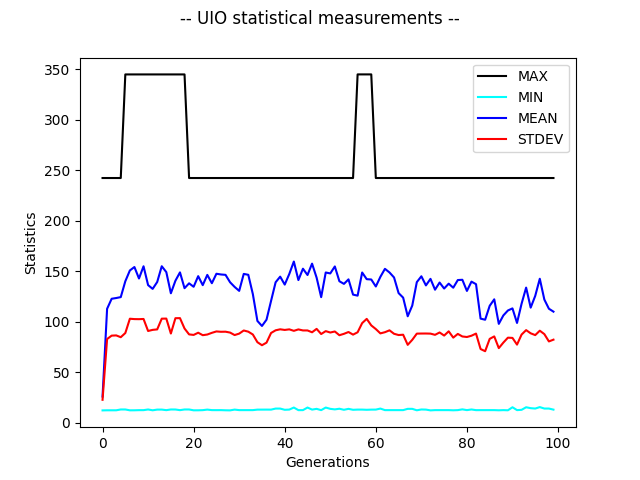 -- UIO statistical measurements --
350
300
250
200
150
100
50
0
Statistics
MAX
MIN
MEAN
STDEV
0 20 40 60 80 100
Generations